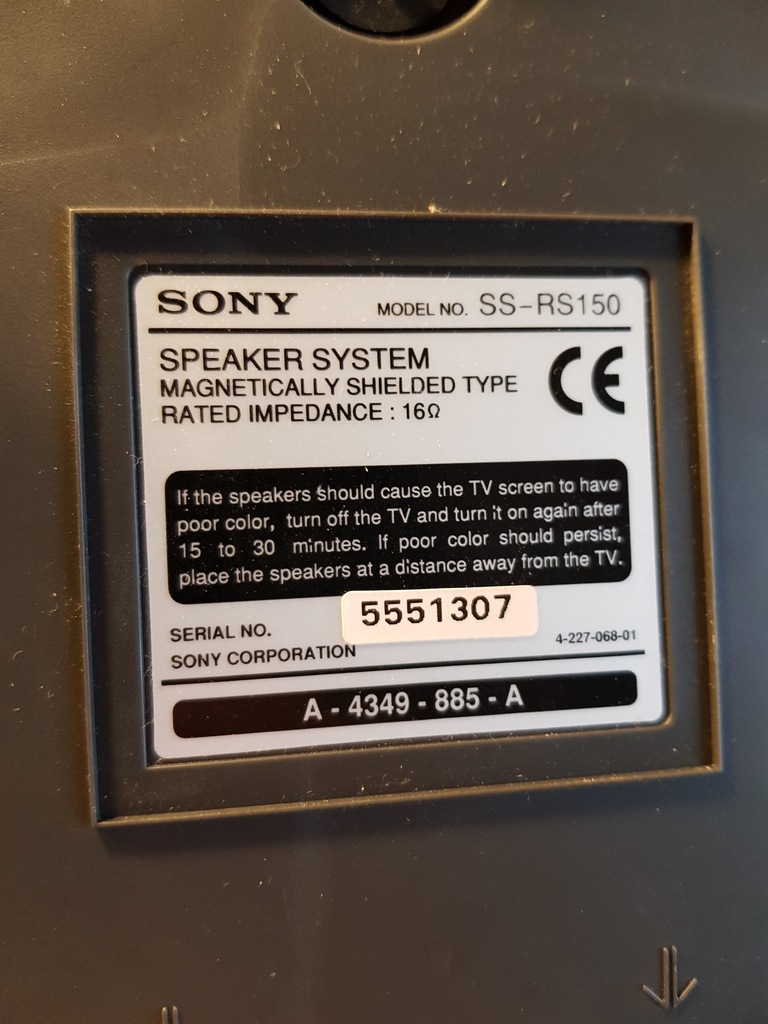 SONY MODEL NO. SS-RS150
SPEAKER SYSTEM
MAGNETICALLY SHIELDED TYPE
RATED IMPEDANCE : 16Ω
CE
If the speakers should cause the TV screen to have
poor color, turn off the TV and turn it on again after
15 to 30 minutes. If poor color should persist,
place the speakers at a distance away from the TV.
SERIAL NO. 5551307
SONY CORPORATION 4-227-068-01
A - 4349 - 885 - A